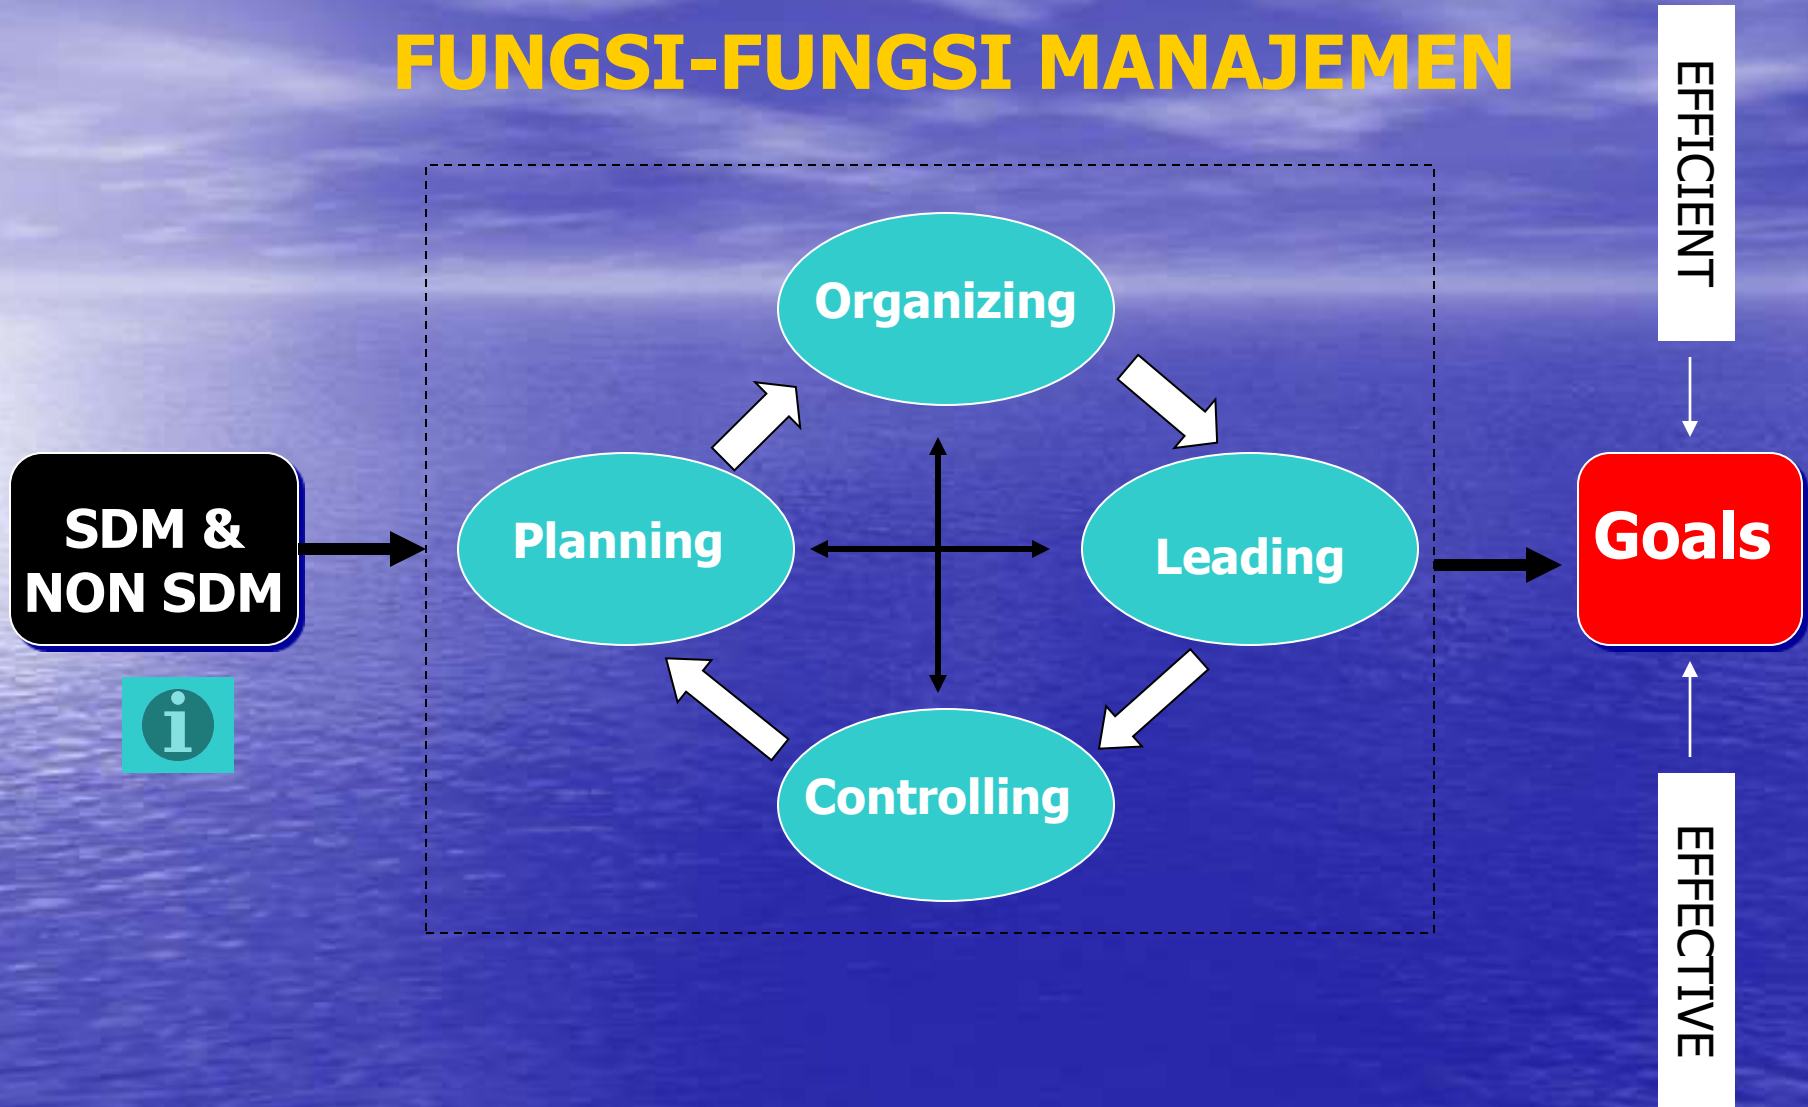 FUNGSI-FUNGSI MANAJEMEN
EFFICIENT
Organizing
SDM &
NON SDM
Planning
Leading
Goals
i
Controlling
EFFECTIVE